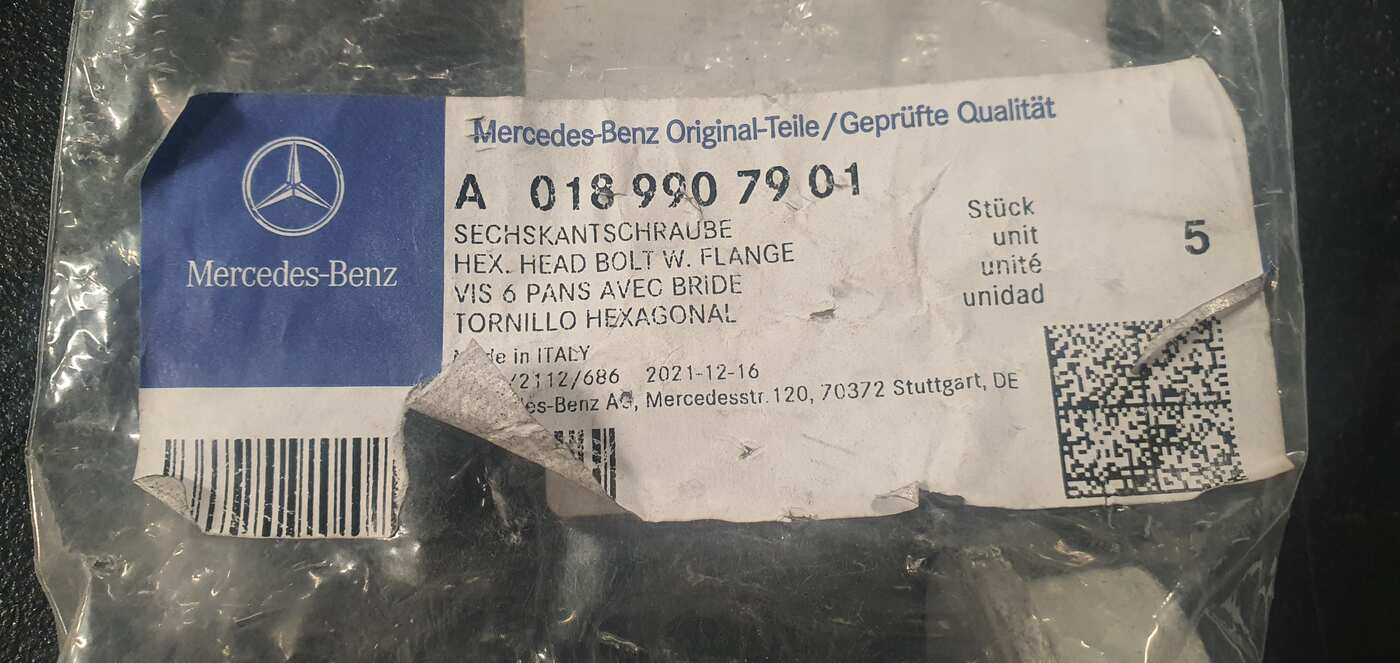 Mercedes-Benz
Mercedes-Benz Original-Teile/Geprüfte Qualität
A 018 990 79 01
SECHSKANTSCHRAUBE
HEX. HEAD BOLT W. FLANGE
VIS 6 PANS AVEC BRIDE
TORNILLO HEXAGONAL
Stück
unit
unité
unidad
5
in ITALY
/2112/686 2021-12-16
es-Benz AG, Mercedesstr. 120, 70372 Stuttgart, DE